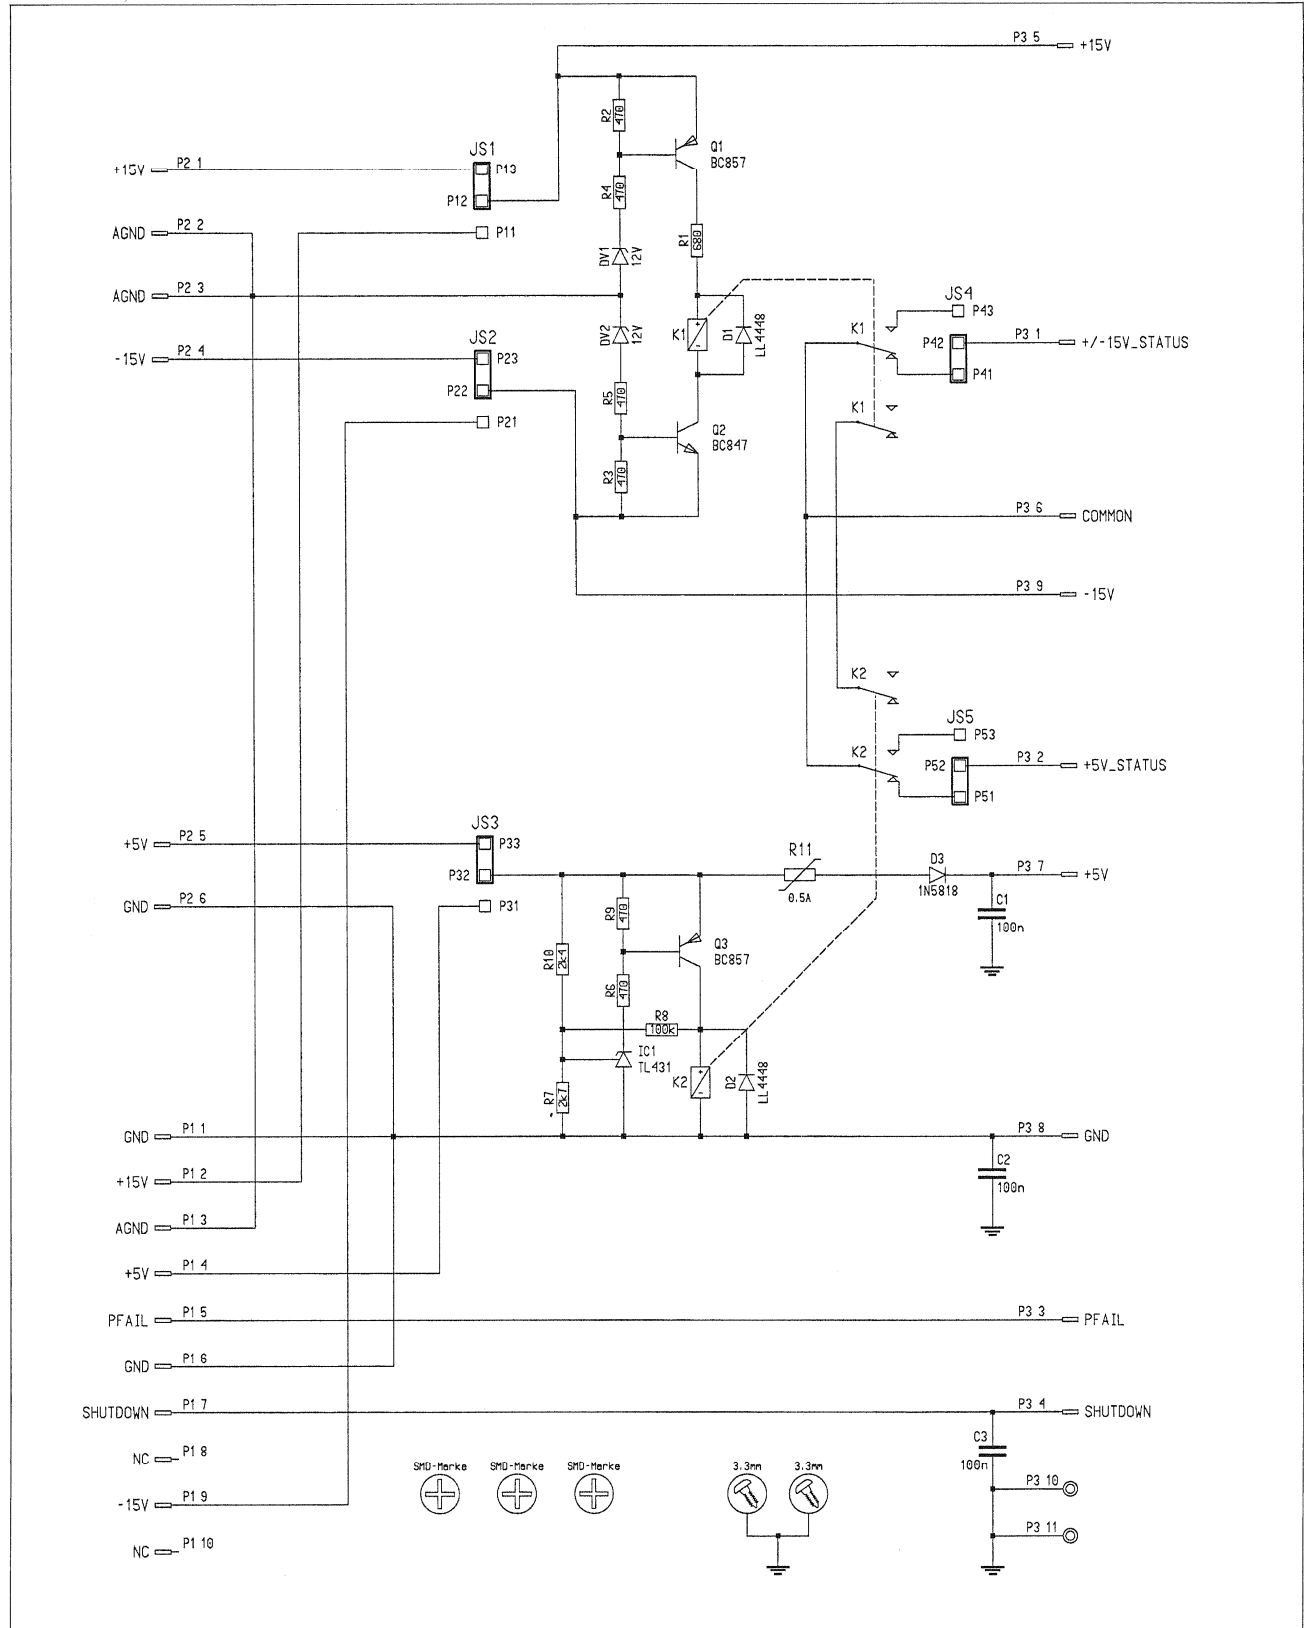 P3 5 +15V
R2 470
Q1
BC857
JS1
+15V P2 1 P13
R4 470
P12
AGND P2 2 P11
R1 680
DV1 12V
AGND P2 3
JS4
P43
DV2 12V
K1
D1 LL4448
K1
JS2
-15V P2 4 P23
P42 P3 1 +/-15V_STATUS
P41
P22
R5 470
K1
P21
Q2
BC847
R3 470
P3 6 COMMON
P3 9 -15V
K2
JS5
P53
K2
P52 P3 2 +5V_STATUS
P51
JS3
+5V P2 5 P33
R11
0.5A
D3
1N5818
P32
P3 7 +5V
GND P2 6 P31
R9 470
C1
100n
Q3
BC857
R10 2k4
R6 470
R8
100k
IC1
TL431
K2
D2 LL4448
R7 2k7
GND P1 1
P3 8 GND
C2
100n
+15V P1 2
AGND P1 3
+5V P1 4
PFAIL P1 5
P3 3 PFAIL
GND P1 6
SHUTDOWN P1 7
P3 4 SHUTDOWN
C3
100n
NC P1 8
SMD-Marke SMD-Marke SMD-Marke
3.3mm 3.3mm
P3 10
-15V P1 9
P3 11
NC P1 10